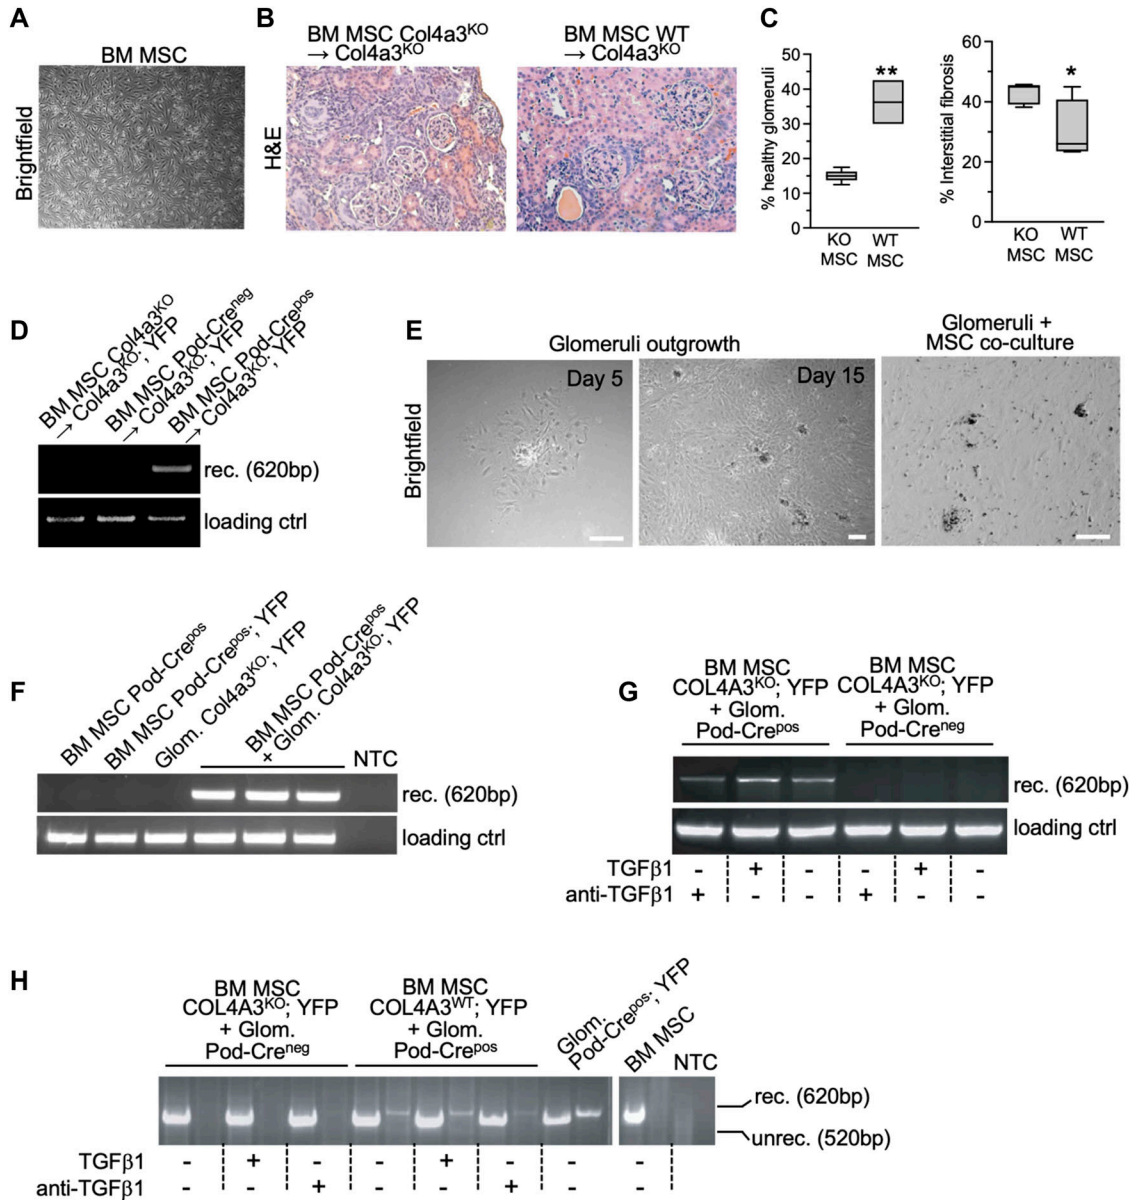 A
BM MSC
Brightfield
B
BM MSC Col4a3KO
→ Col4a3KO
BM MSC WT
→ Col4a3KO
H&E
C
% healthy glomeruli
50
40
30
20
10
0
**
KO
MSC
WT
MSC
% Interstitial fibrosis
60
40
20
0
*
KO
MSC
WT
MSC
D
BM MSC Col4a3KO
→ Col4a3KO; YFP
BM MSC Pod-Creneg
→ Col4a3KO; YFP
BM MSC Pod-Crepos
→ Col4a3KO; YFP
rec. (620bp)
loading ctrl
E
Glomeruli outgrowth
Glomeruli +
MSC co-culture
Brightfield
Day 5
Day 15
F
BM MSC Pod-Crepos
BM MSC Pod-Crepos; YFP
Glom. Col4a3KO; YFP
BM MSC Pod-Crepos
+ Glom. Col4a3KO; YFP
NTC
rec. (620bp)
loading ctrl
G
BM MSC
COL4A3KO; YFP
+ Glom.
Pod-Crepos
BM MSC
COL4A3KO; YFP
+ Glom.
Pod-Creneg
rec. (620bp)
loading ctrl
TGFβ1 - + - - + -
anti-TGFβ1 + - - + - -
H
BM MSC
COL4A3KO; YFP
+ Glom.
Pod-Creneg
BM MSC
COL4A3WT; YFP
+ Glom.
Pod-Crepos
Glom.
Pod-Crepos; YFP
BM MSC
NTC
rec. (620bp)
unrec. (520bp)
TGFβ1 - + - - + - - -
anti-TGFβ1 - - + - - + - -